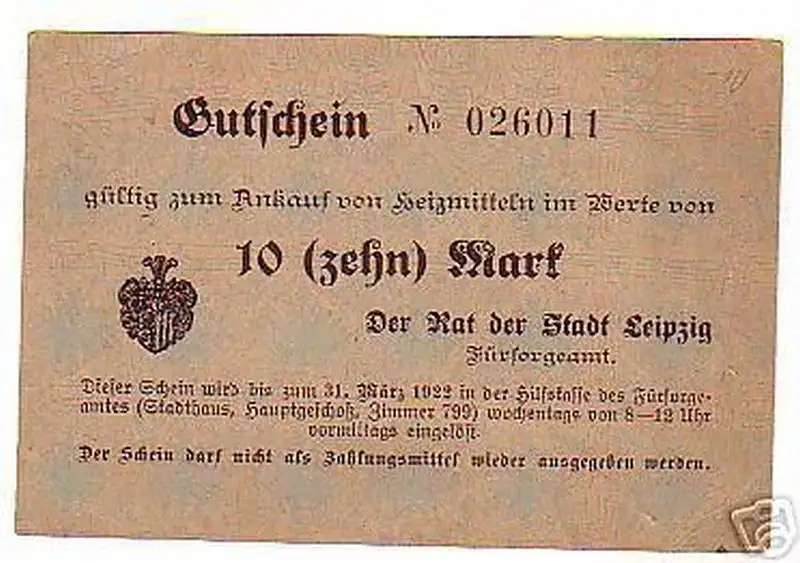 Gutschein № 026011
gültig zum Ankauf von Heizmitteln im Werte von
10 (zehn) Mark
Der Rat der Stadt Leipzig
Fürsorgeamt.
Dieser Schein wird bis zum 31. März 1922 in der Hilfskasse des Fürsorge-
amtes (Stadthaus, Hauptgeschoß, Zimmer 799) wochentags von 8—12 Uhr
vormittags eingelöst.
Der Schein darf nicht als Zahlungsmittel wieder ausgegeben werden.